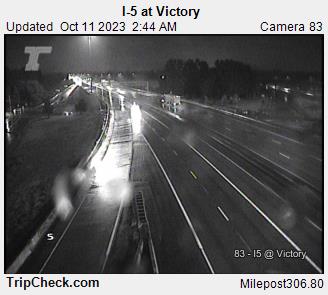 I-5 at Victory
Updated Oct 11 2023 2:44 AM Camera 83
T
S
83 - I5 @ Victory
TripCheck.com Milepost306.80